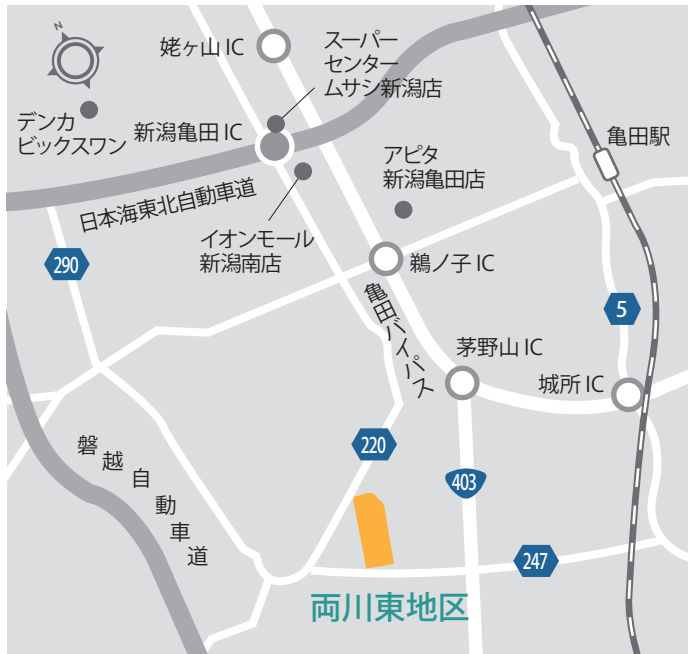 N
姥ヶ山 IC
スーパー
センター
ムサシ新潟店
デンカ
ビックスワン
新潟亀田 IC
亀田駅
アピタ
新潟亀田店
日本海東北自動車道
イオンモール
新潟南店
290
鵜ノ子 IC
亀田バイパス
5
茅野山 IC
城所 IC
220
磐越自動車道
403
247
両川東地区